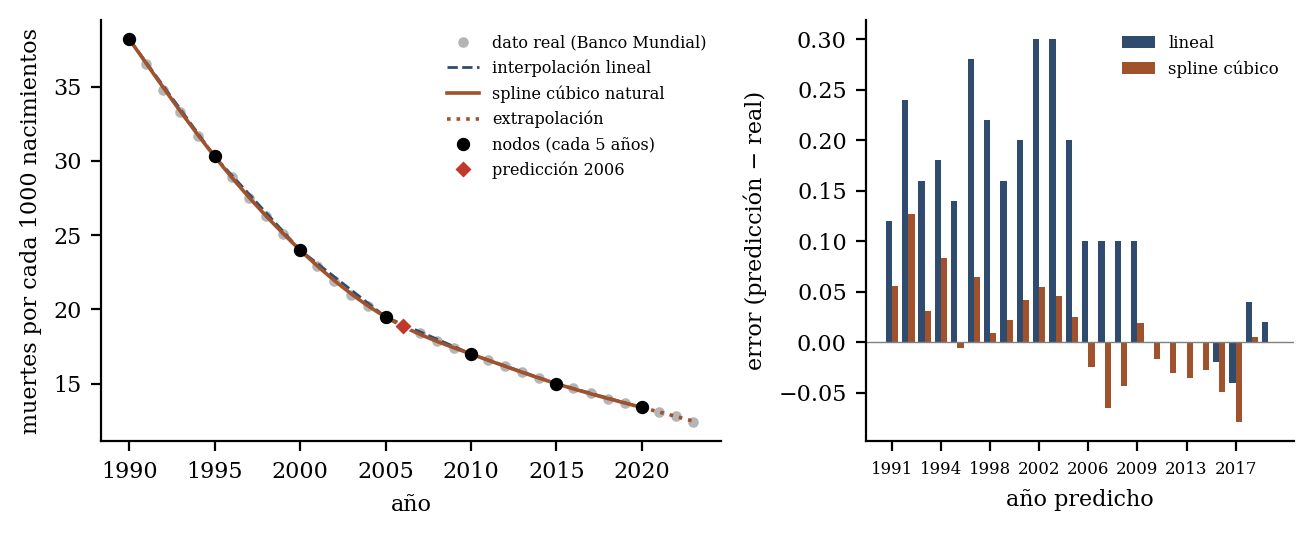 muertes por cada 1000 nacimientos
35
30
25
20
15
1990 1995 2000 2005 2010 2015 2020
año
dato real (Banco Mundial)
interpolación lineal
spline cúbico natural
extrapolación
nodos (cada 5 años)
predicción 2006
error (predicción − real)
0.30
0.25
0.20
0.15
0.10
0.05
0.00
−0.05
1991 1994 1998 2002 2006 2009 2013 2017
año predicho
lineal
spline cúbico